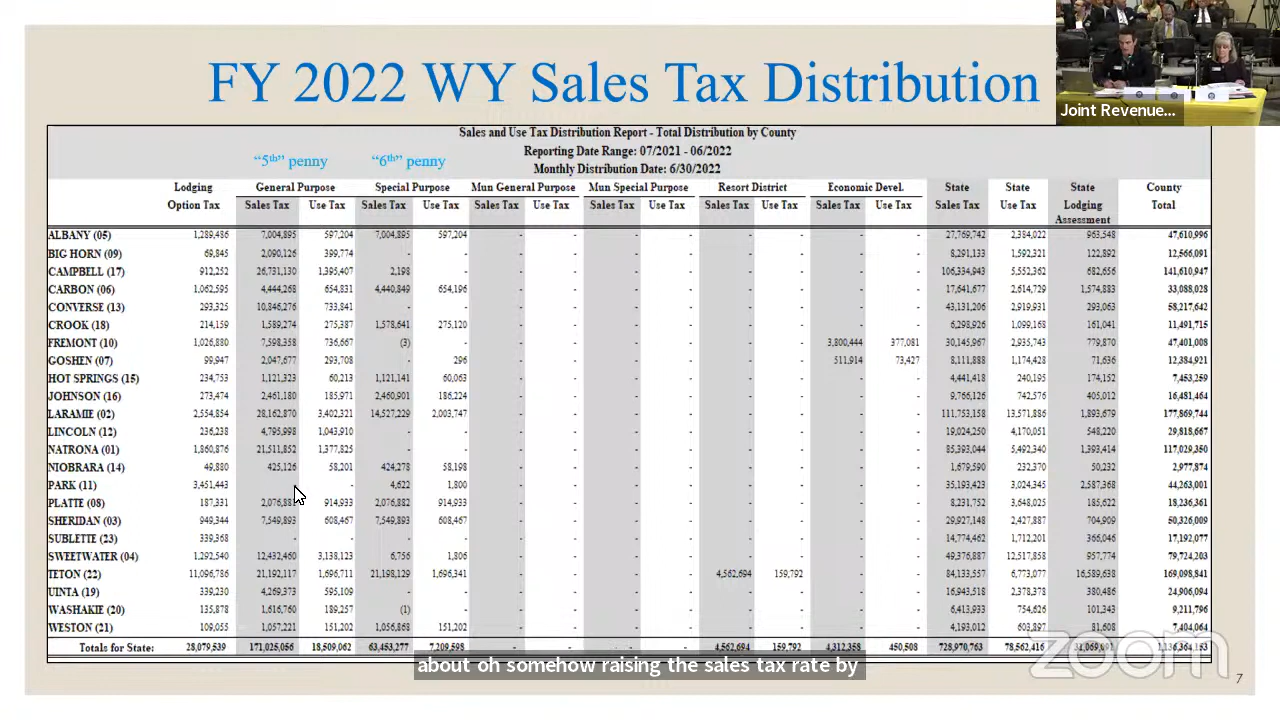 FY 2022 WY Sales Tax Distribution
Joint Revenue...
Sales and Use Tax Distribution Report - Total Distribution by County
"5th" penny "6th" penny Reporting Date Range: 07/2021 - 06/2022
Monthly Distribution Date: 6/30/2022
Lodging General Purpose Special Purpose Mun General Purpose Mun Special Purpose Resort District Economic Devel. State State State County
Option Tax Sales Tax Use Tax Sales Tax Use Tax Sales Tax Use Tax Sales Tax Use Tax Sales Tax Use Tax Sales Tax Use Tax Sales Tax Use Tax Lodging Total
Assessment
ALBANY (05) 1,289,486 7,004,895 597,204 7,004,895 597,204 - - - - - - - - 27,769,742 2,384,022 963,548 47,610,996
BIG HORN (09) 69,845 2,090,126 399,774 - - - - - - - - - - 8,291,133 1,592,321 122,892 12,566,091
CAMPBELL (17) 912,252 26,731,130 1,395,407 2,198 - - - - - - - - - 106,334,943 5,552,362 682,656 141,610,947
CARBON (06) 1,062,595 4,444,268 654,831 4,440,849 654,196 - - - - - - - - 17,641,677 2,614,729 1,574,883 33,088,028
CONVERSE (13) 293,325 10,846,276 733,841 - - - - - - - - - - 43,131,206 2,919,931 293,063 58,217,642
CROOK (18) 214,159 1,589,274 275,387 1,578,641 275,120 - - - - - - - - 6,298,926 1,099,168 161,041 11,491,715
FREMONT (10) 1,026,880 7,598,358 736,667 (3) - - - - - - - 3,800,444 377,081 30,145,967 2,935,743 779,870 47,401,008
GOSHEN (07) 99,947 2,047,677 293,708 - 296 - - - - - - 511,914 73,427 8,111,888 1,174,428 71,636 12,384,921
HOT SPRINGS (15) 234,753 1,121,323 60,213 1,121,141 60,063 - - - - - - - - 4,441,418 240,195 174,152 7,453,259
JOHNSON (16) 273,474 2,461,180 185,971 2,460,901 186,224 - - - - - - - - 9,766,126 742,576 405,012 16,481,464
LARAMIE (02) 2,554,854 28,162,870 3,402,321 14,527,229 2,003,747 - - - - - - - - 111,753,158 13,571,886 1,893,679 177,869,744
LINCOLN (12) 236,238 4,795,998 1,043,910 - - - - - - - - - - 19,024,250 4,170,051 548,220 29,818,667
NATRONA (01) 1,860,876 21,511,852 1,377,825 - - - - - - - - - - 85,393,044 5,492,340 1,393,414 117,029,350
NIOBRARA (14) 49,880 425,126 58,201 424,278 58,198 - - - - - - - - 1,679,590 232,370 50,232 2,977,874
PARK (11) 3,451,443 - 4,622 1,800 - - - - - - - - 35,193,423 3,024,345 2,587,368 44,263,001
PLATTE (08) 187,331 2,076,881 914,933 2,076,882 914,933 - - - - - - - - 8,231,752 3,648,025 185,622 18,236,361
SHERIDAN (03) 949,344 7,549,893 608,467 7,549,893 608,467 - - - - - - - - 29,927,148 2,427,887 704,909 50,326,009
SUBLETTE (23) 339,368 - - - - - - - - - - - - 14,774,462 1,712,201 366,046 17,192,077
SWEETWATER (04) 1,292,540 12,432,460 3,138,123 6,756 1,806 - - - - - - - - 49,376,887 12,517,858 957,774 79,724,203
TETON (22) 11,096,786 21,192,117 1,696,711 21,198,129 1,696,341 - - - - 4,562,694 159,792 - - 84,133,557 6,773,077 16,589,638 169,098,841
UINTA (19) 339,230 4,269,373 595,109 - - - - - - - - - - 16,943,518 2,378,378 380,486 24,906,094
WASHAKIE (20) 135,878 1,616,760 189,257 (1) - - - - - - - - - 6,413,933 754,626 101,343 9,211,796
WESTON (21) 109,055 1,057,221 151,202 1,056,868 151,202 - - - - - - - - 4,193,012 603,897 81,608 7,404,064
Totals for State: 28,079,539 171,025,056 18,509,062 63,453,277 7,209,598 - - - - 4,562,694 159,792 4,312,358 450,508 728,970,763 78,562,416 31,069,091 1,136,364,153
about oh somehow raising the sales tax rate by
zoom
7